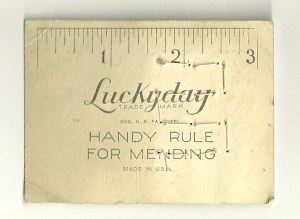 1 2 3
Luckyday
TRADE MARK
REG. U. S. PAT. OFF.
HANDY RULE
FOR MENDING
MADE IN U.S.A.